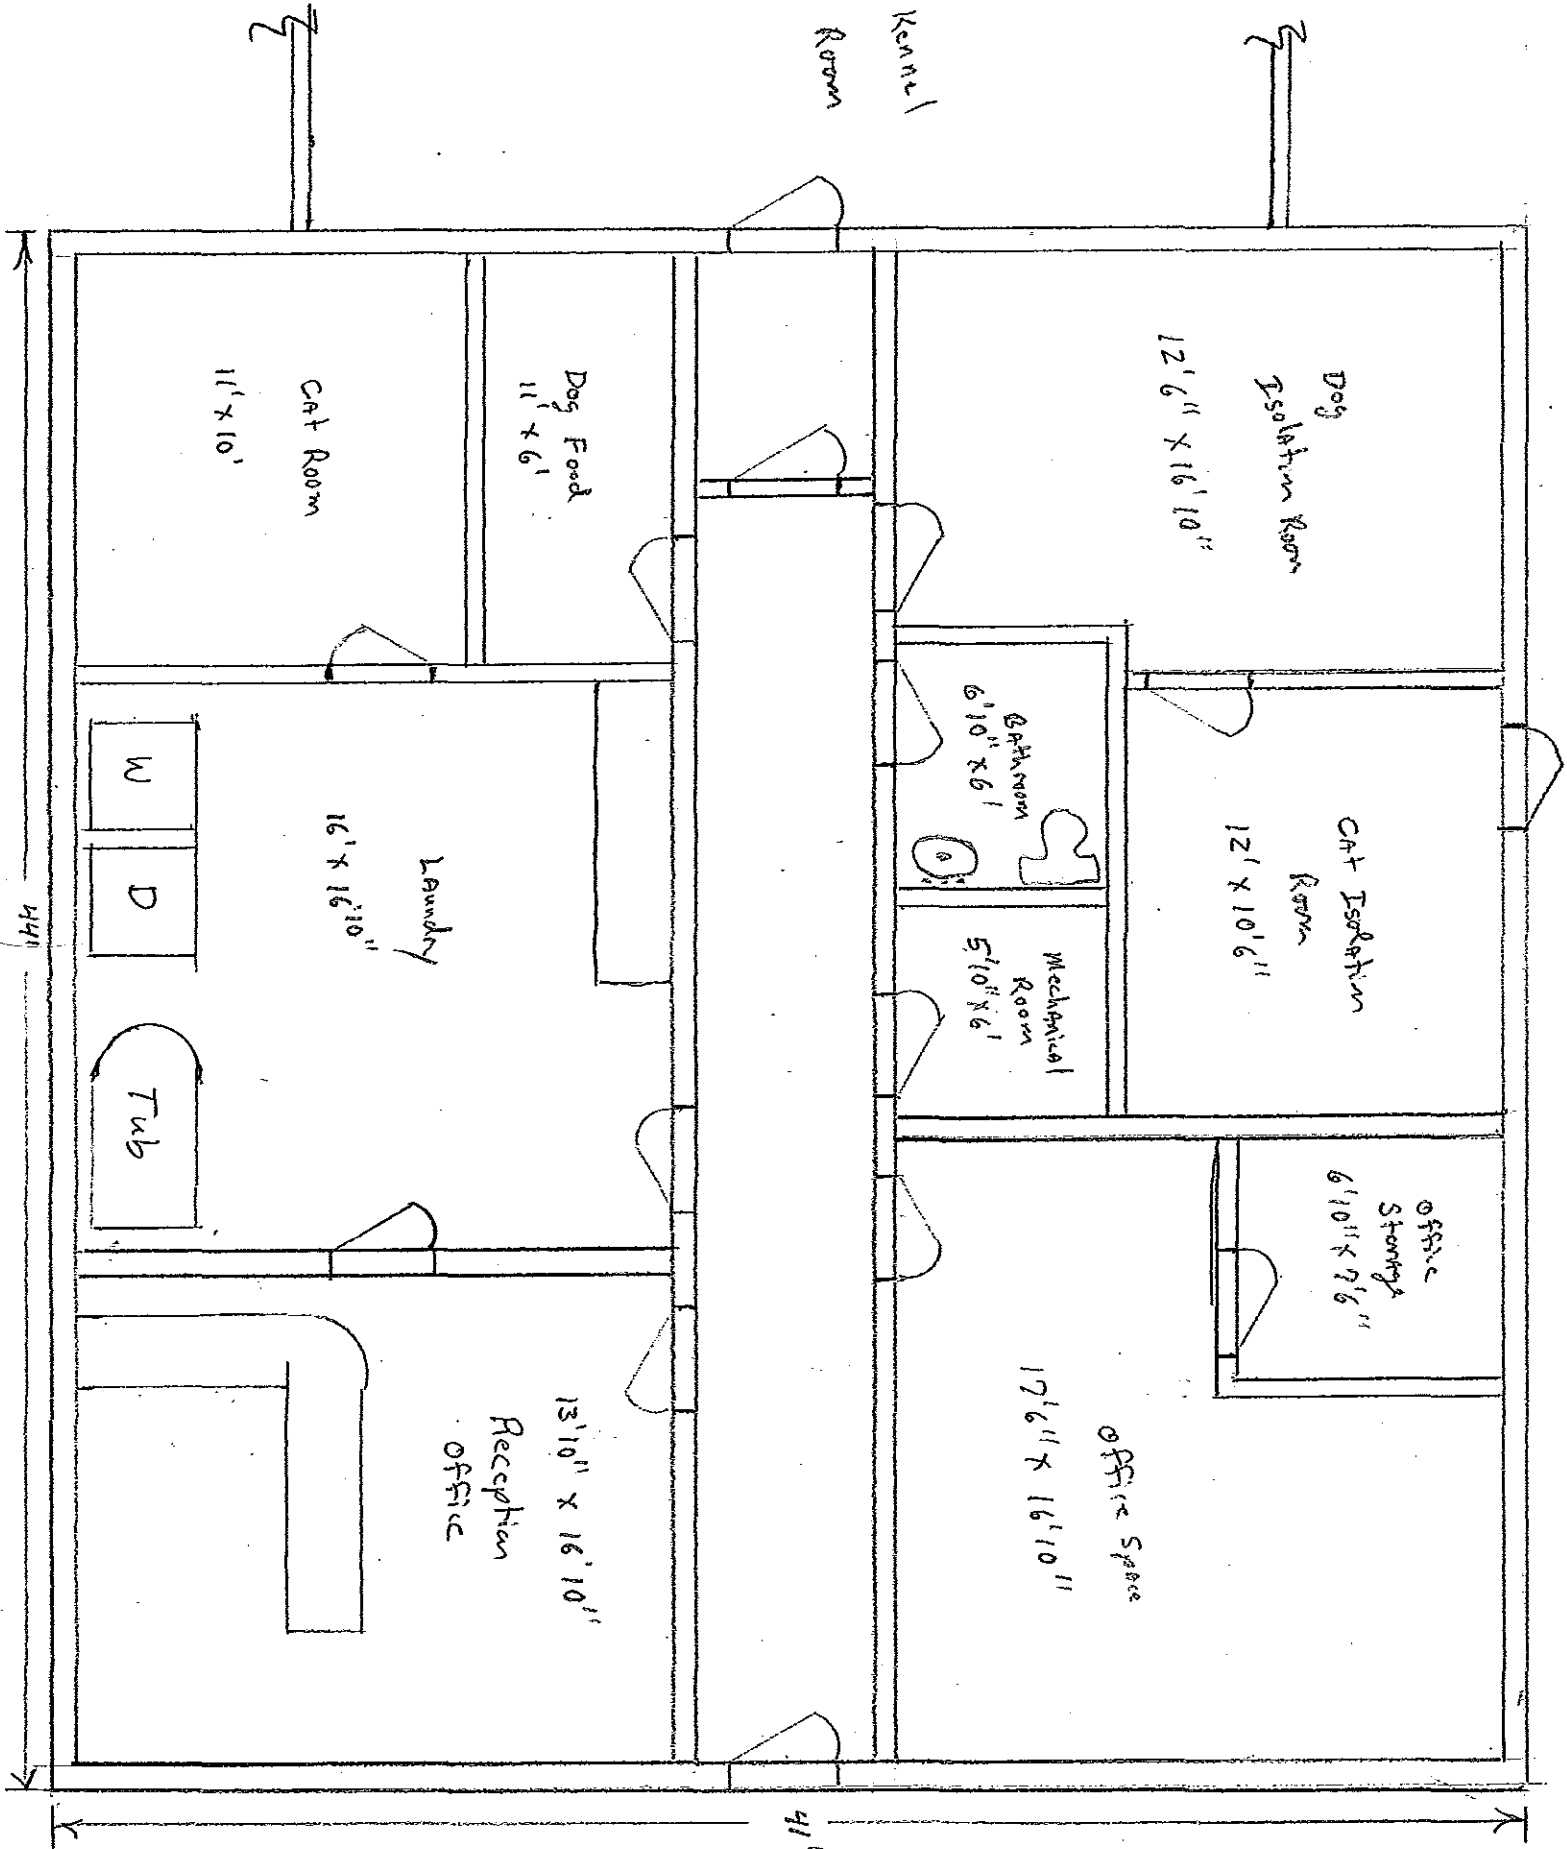 Kennel
Room
Dog
Isolation Room
12'6" x 16'10"
Cat Isolation
Room
12' x 10'6"
office
Storage
6'10" x 7'6"
Bathroom
6'10" x 6'
Mechanical
Room
5'10" x 6'
office Space
17'6" x 16'10"
Dog Food
11' x 6'
Cat Room
11' x 10'
Laundry
16' x 16'10"
W
D
Tub
13'10" x 16'10"
Reception
office
44'
41'